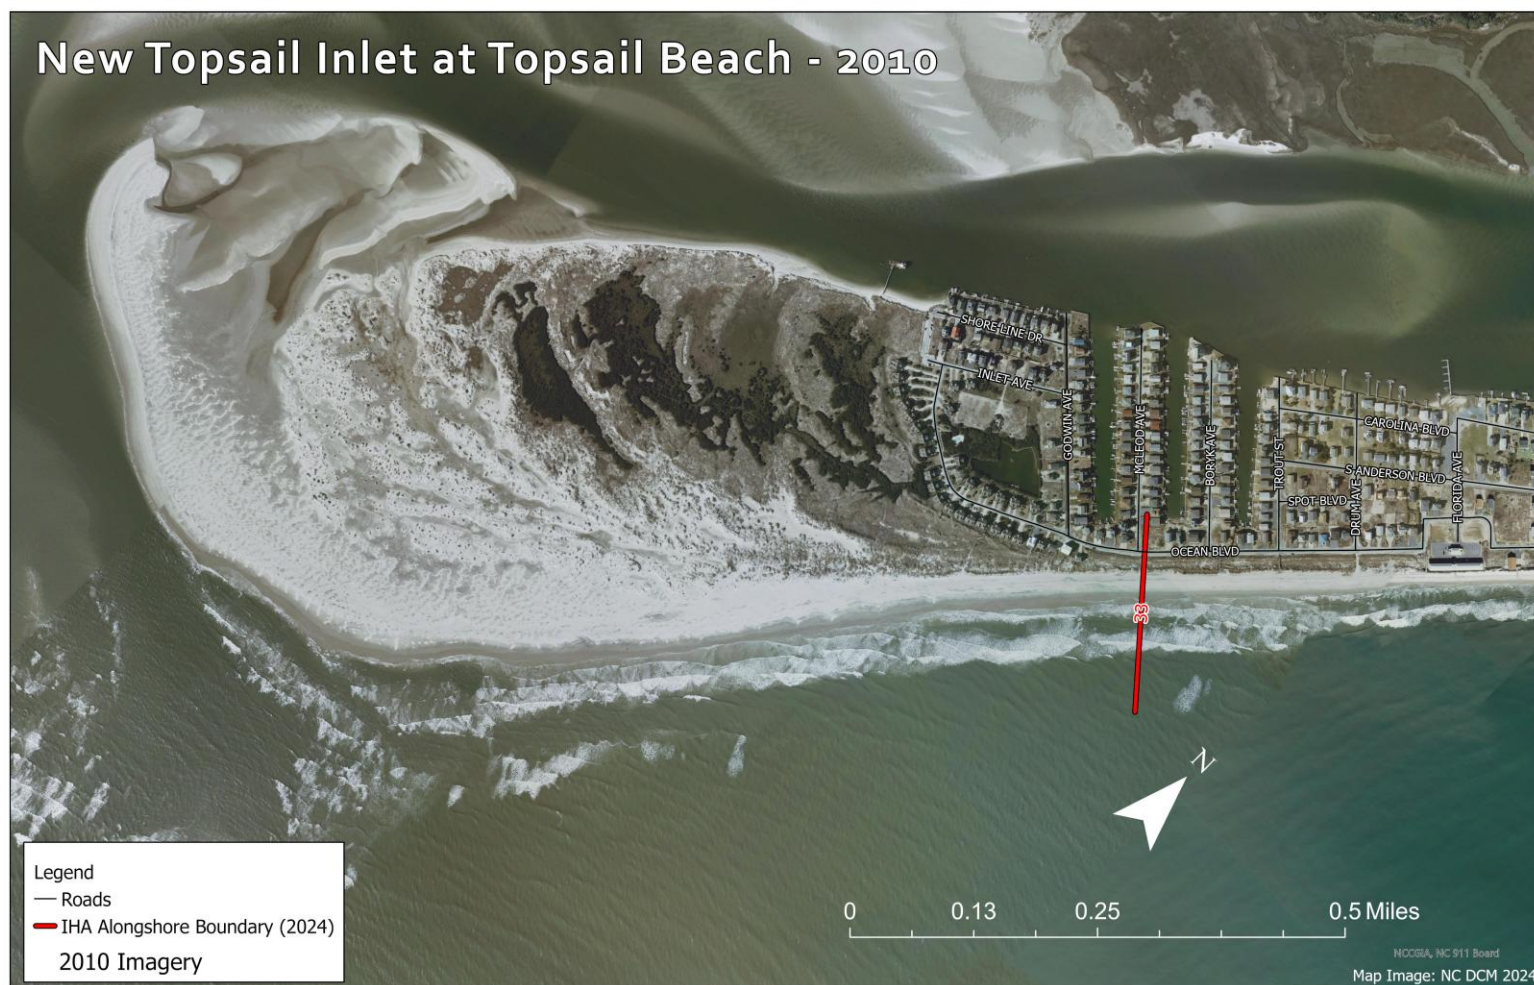 New Topsail Inlet at Topsail Beach - 2010
SHORE LINE DR
INLET AVE
GODWIN AVE
MCLEOD AVE
BORYK AVE
TROUT ST
CAROLINA BLVD
S ANDERSON BLVD
SPOT BLVD
DRUM AVE
FLORIDA AVE
OCEAN BLVD
33
N
Legend
Roads
IHA Alongshore Boundary (2024)
2010 Imagery
0 0.13 0.25 0.5 Miles
NCCGIA, NC 911 Board
Map Image: NC DCM 2024